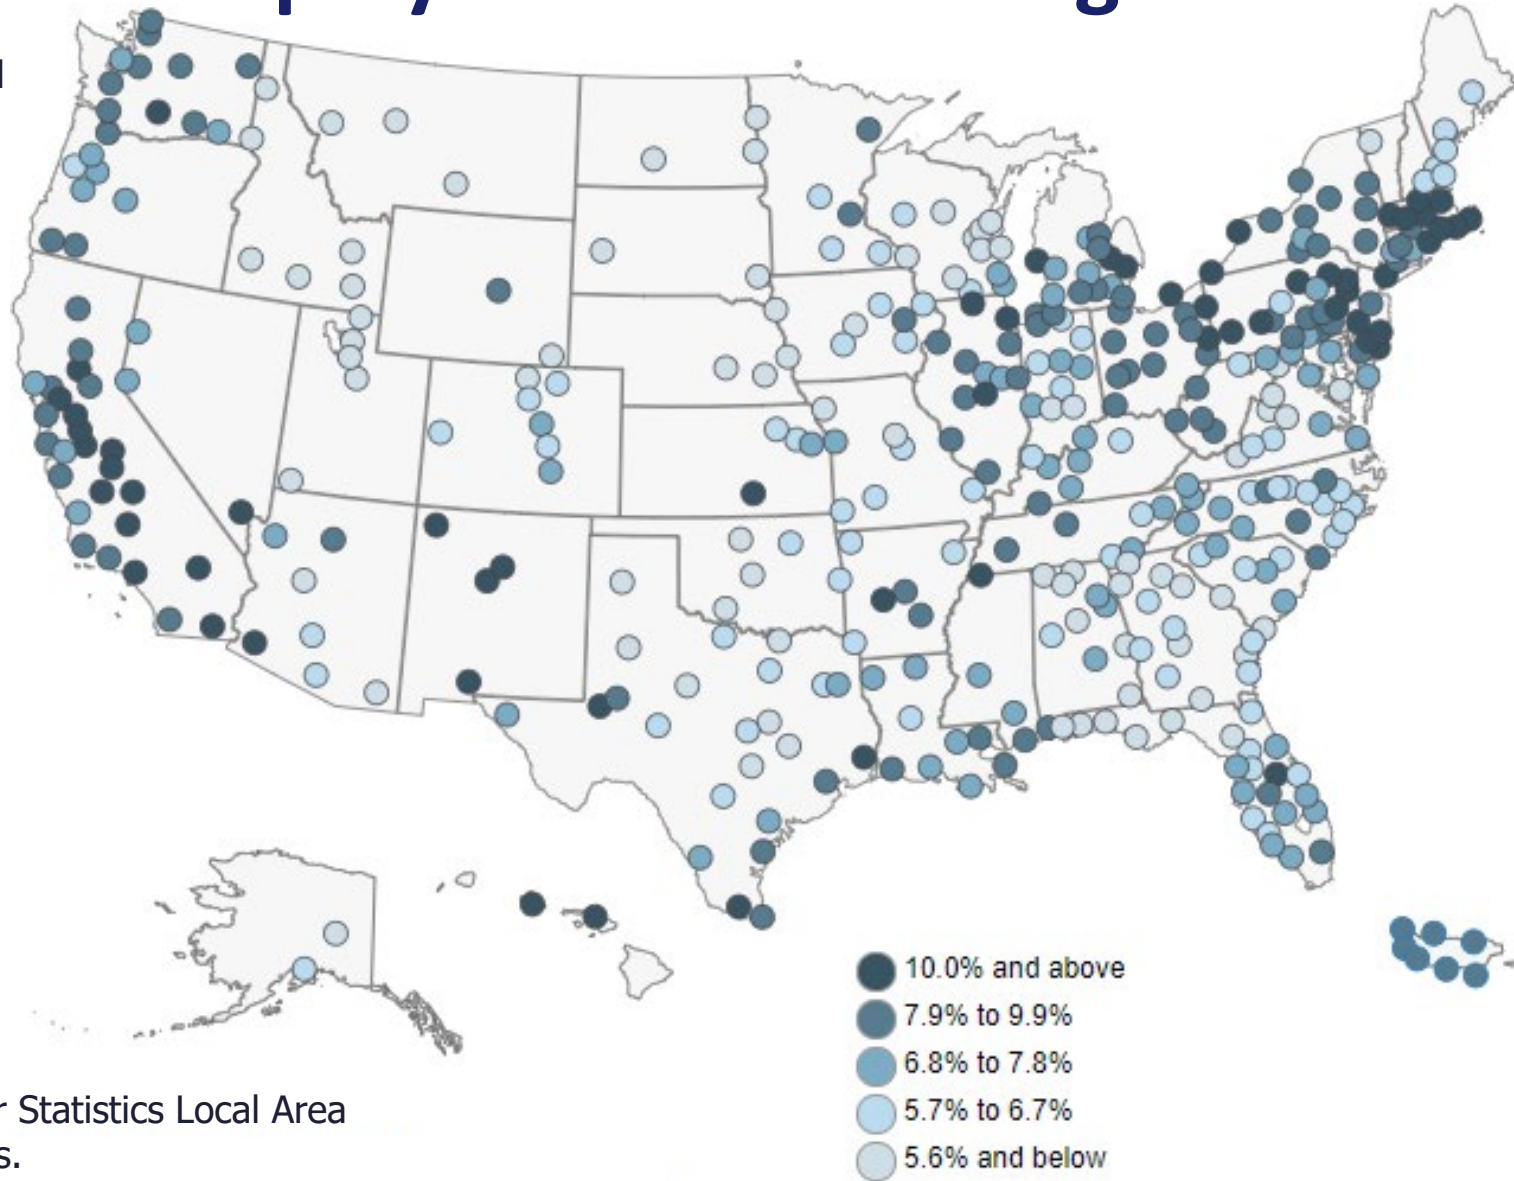 10.0% and above
7.9% to 9.9%
6.8% to 7.8%
5.7% to 6.7%
5.6% and below
Statistics Local Area